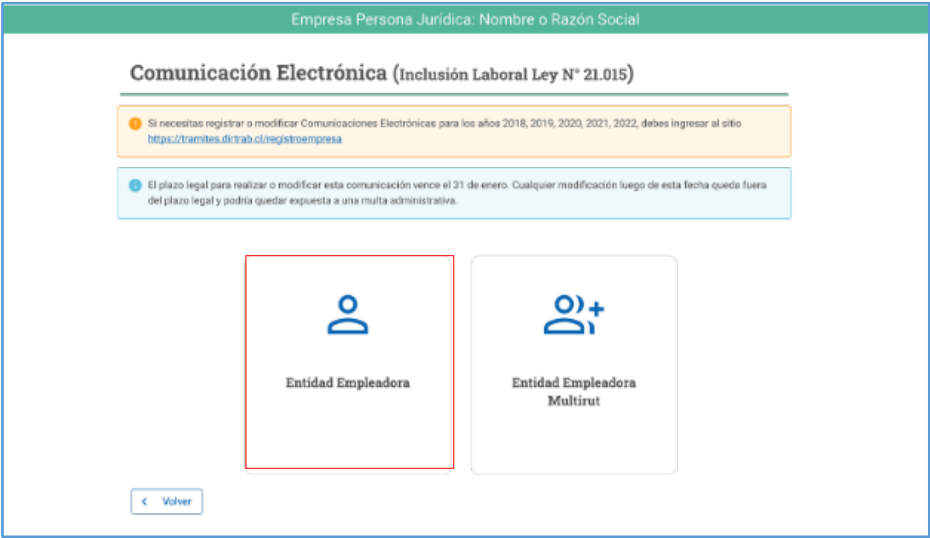 Empresa Persona Jurídica: Nombre o Razón Social
Comunicación Electrónica (Inclusión Laboral Ley N° 21.015)
Si necesitas registrar o modificar Comunicaciones Electrónicas para los años 2018, 2019, 2020, 2021, 2022, debes ingresar al sitio
https://tramites.dirtrab.cl/registroempresa
El plazo legal para realizar o modificar esta comunicación vence el 31 de enero. Cualquier modificación luego de esta fecha queda fuera
del plazo legal y podría quedar expuesta a una multa administrativa.
Entidad Empleadora
Entidad Empleadora
Multirut
Volver